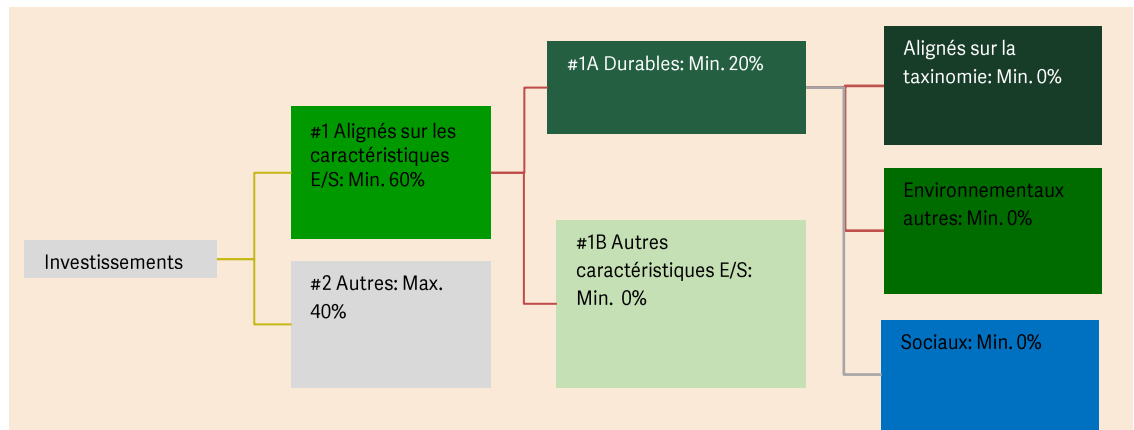 Investissements
#1 Alignés sur les
caractéristiques
E/S: Min. 60%
#2 Autres: Max.
40%
#1A Durables: Min. 20%
#1B Autres
caractéristiques E/S:
Min.  0%
Alignés sur la
taxinomie: Min. 0%
Environnementaux
autres: Min. 0%
Sociaux: Min. 0%